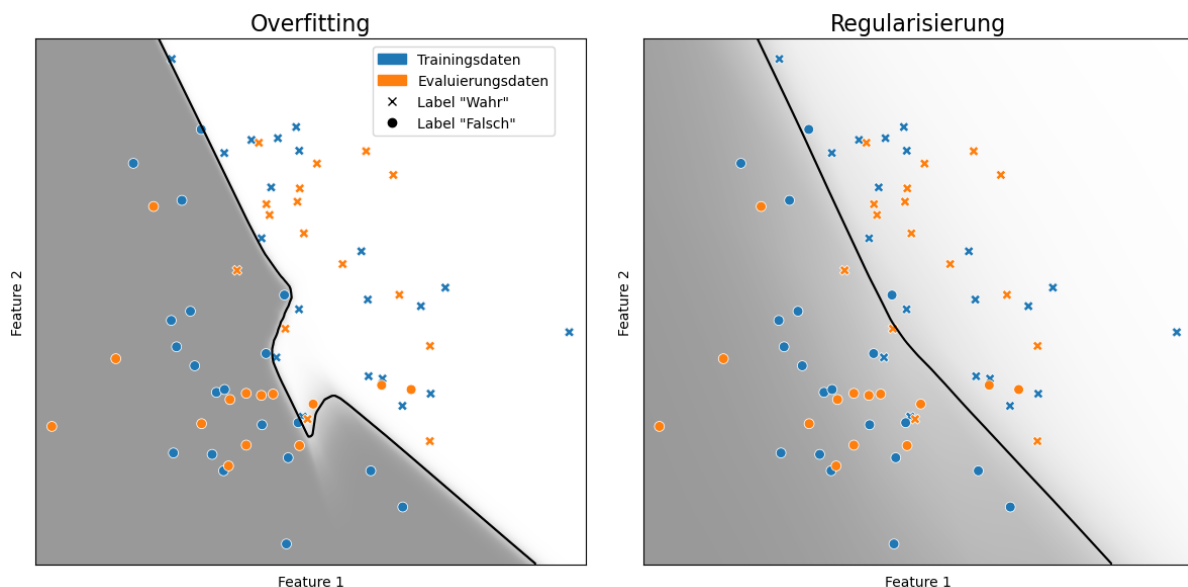 Overfitting
Trainingsdaten
Evaluierungsdaten
Label "Wahr"
Label "Falsch"
Feature 2
Feature 1
Regularisierung
Feature 2
Feature 1